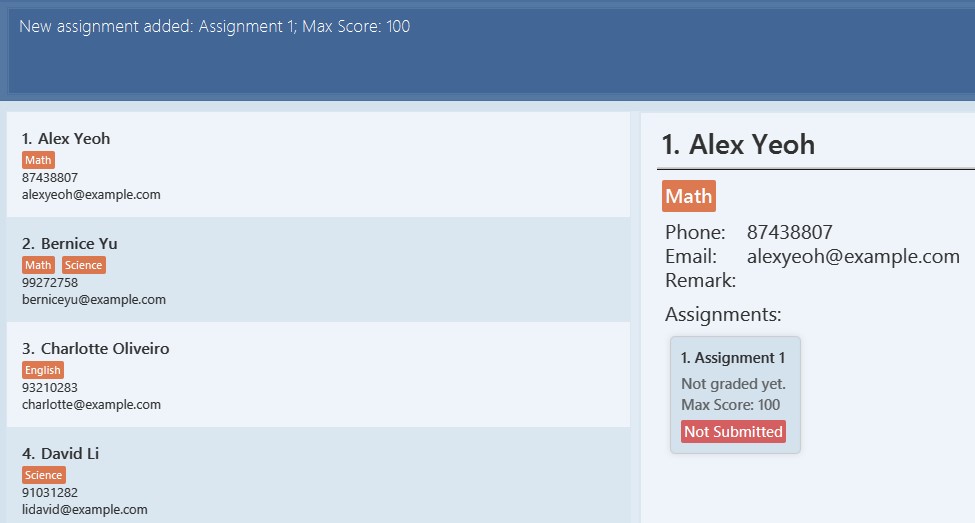 New assignment added: Assignment 1; Max Score: 100
1. Alex Yeoh
Math
87438807
alexyeoh@example.com
2. Bernice Yu
Math Science
99272758
berniceyu@example.com
3. Charlotte Oliveiro
English
93210283
charlotte@example.com
4. David Li
Science
91031282
lidavid@example.com
1. Alex Yeoh
Math
Phone: 87438807
Email: alexyeoh@example.com
Remark:
Assignments:
1. Assignment 1
Not graded yet.
Max Score: 100
Not Submitted